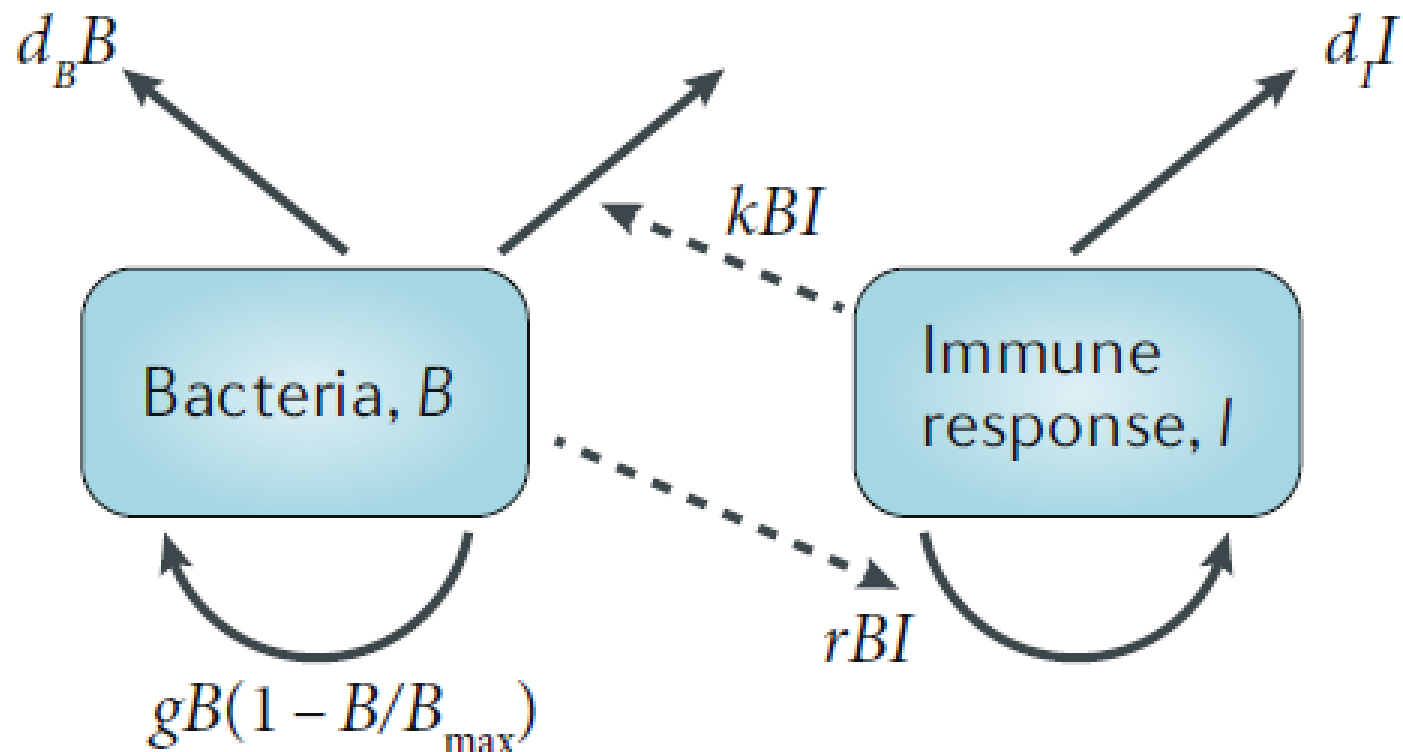 d_B B
d_I I
kBI
Bacteria, B
Immune
response, I
rBI
gB(1 – B/B_max)